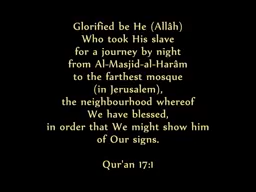 Glorified be He (Allâh)
Who took His slave
for a journey by night
from Al-Masjid-al-Harâm
to the farthest mosque
(in Jerusalem),
the neighbourhood whereof
We have blessed,
in order that We might show him
of Our signs.
Qur'an 17:1